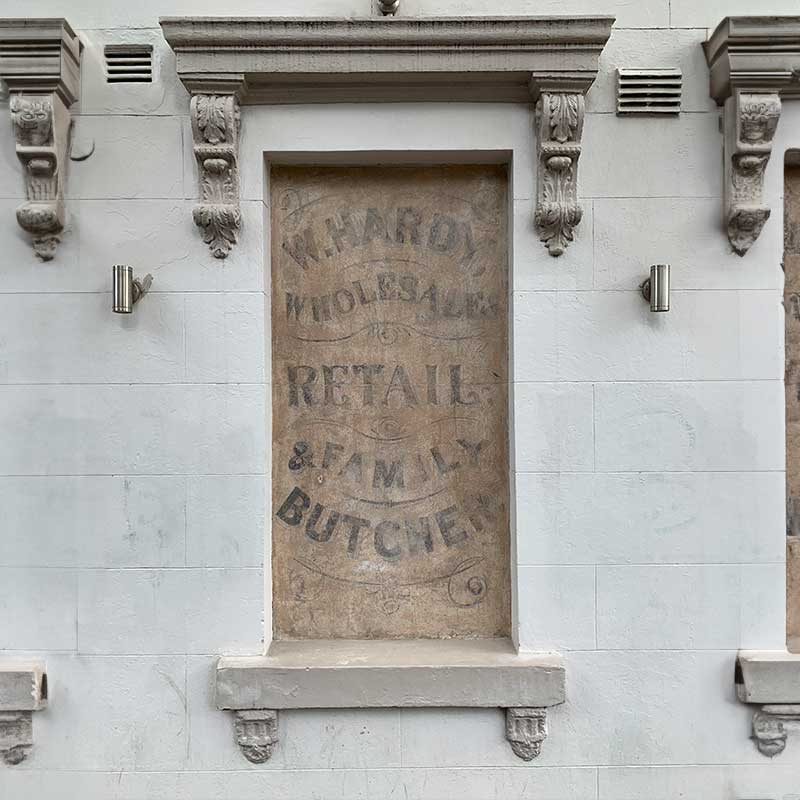 W. HARDY
WHOLESALE
RETAIL
& FAMILY
BUTCHER